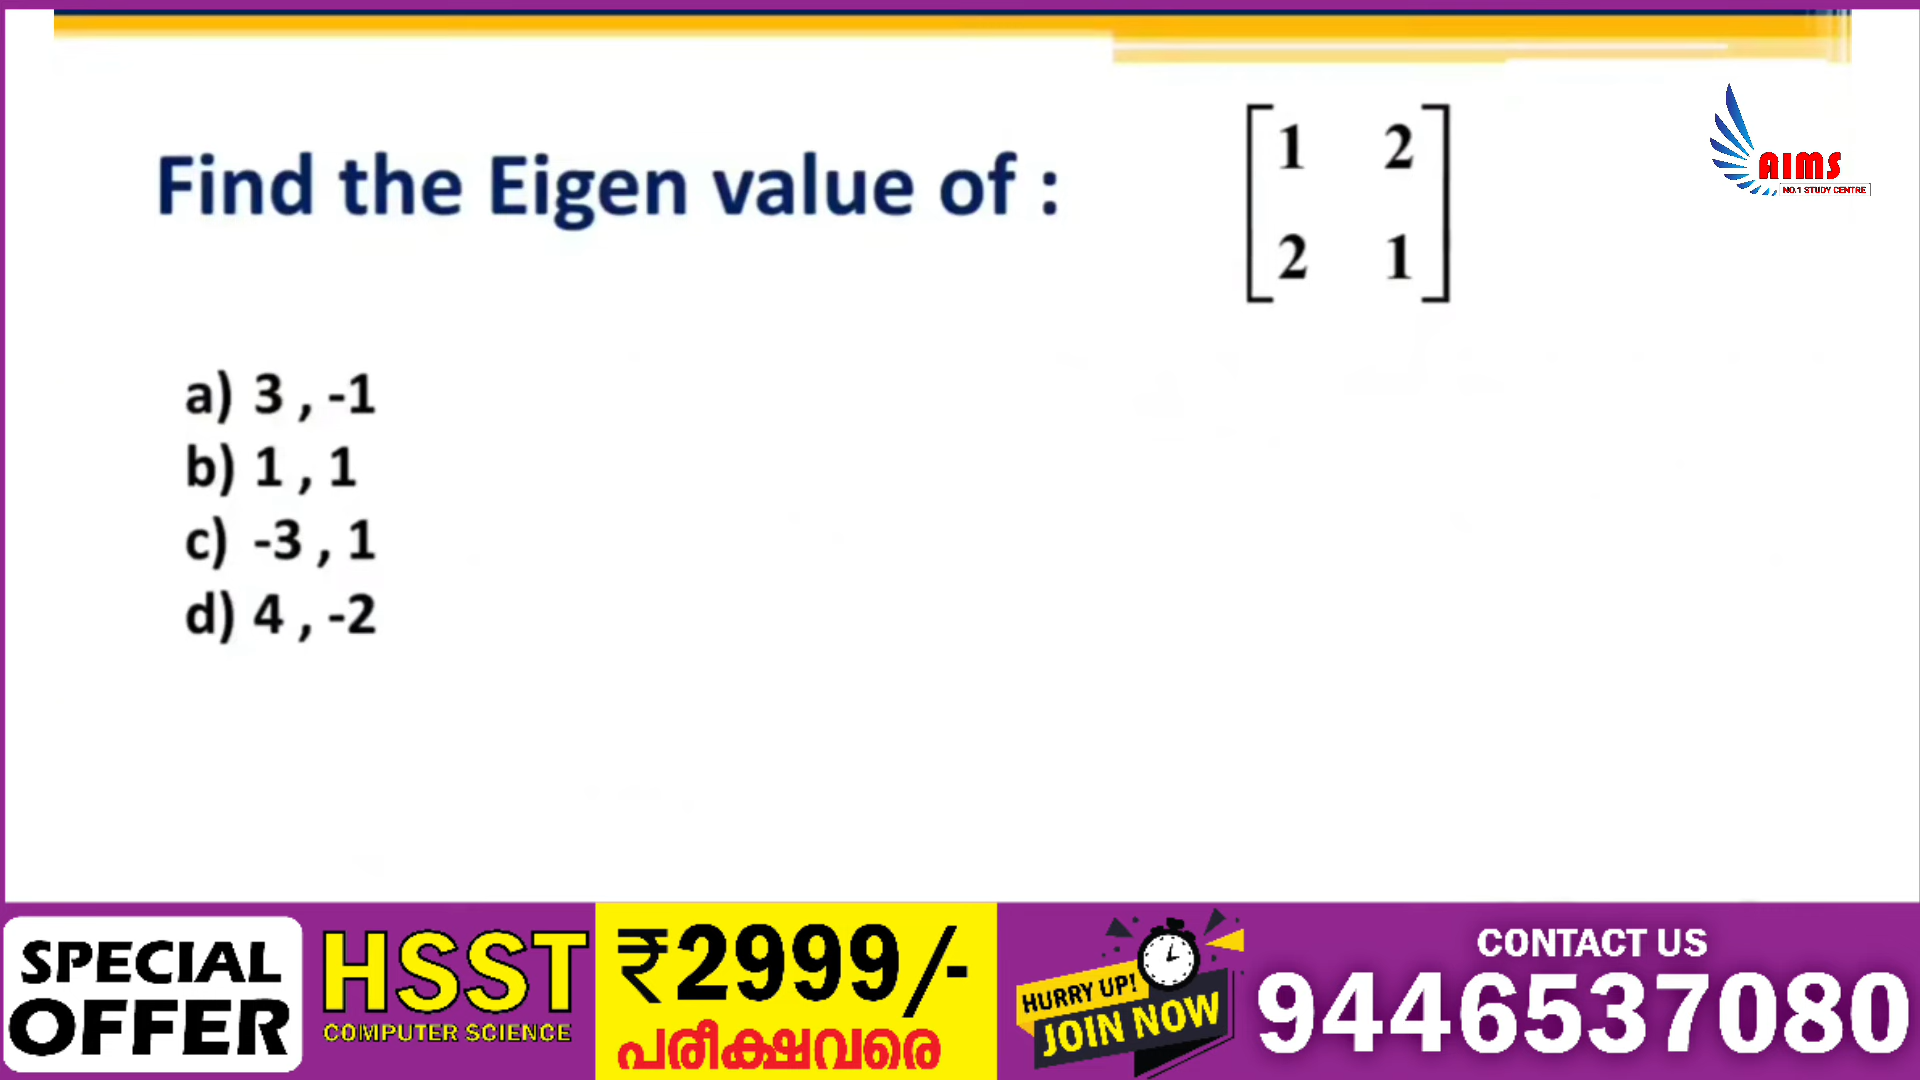 Find the Eigen value of :
1 2
2 1
AIMS
NO.1 STUDY CENTRE
a) 3 , -1
b) 1 , 1
c) -3 , 1
d) 4 , -2
SPECIAL
OFFER
HSST
COMPUTER SCIENCE
₹2999/-
പരീക്ഷവരെ
HURRY UP!
JOIN NOW
CONTACT US
9446537080